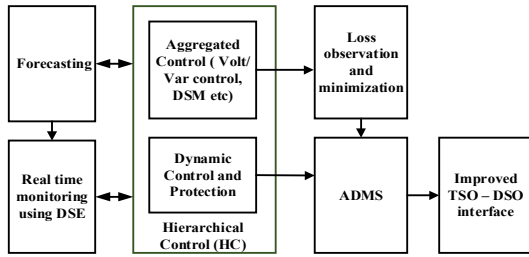 Forecasting
Aggregated
Control ( Volt/
Var control,
DSM etc)
Loss
observation
and
minimization
Real time
monitoring
using DSE
Dynamic
Control and
Protection
Hierarchical
Control (HC)
ADMS
Improved
TSO – DSO
interface